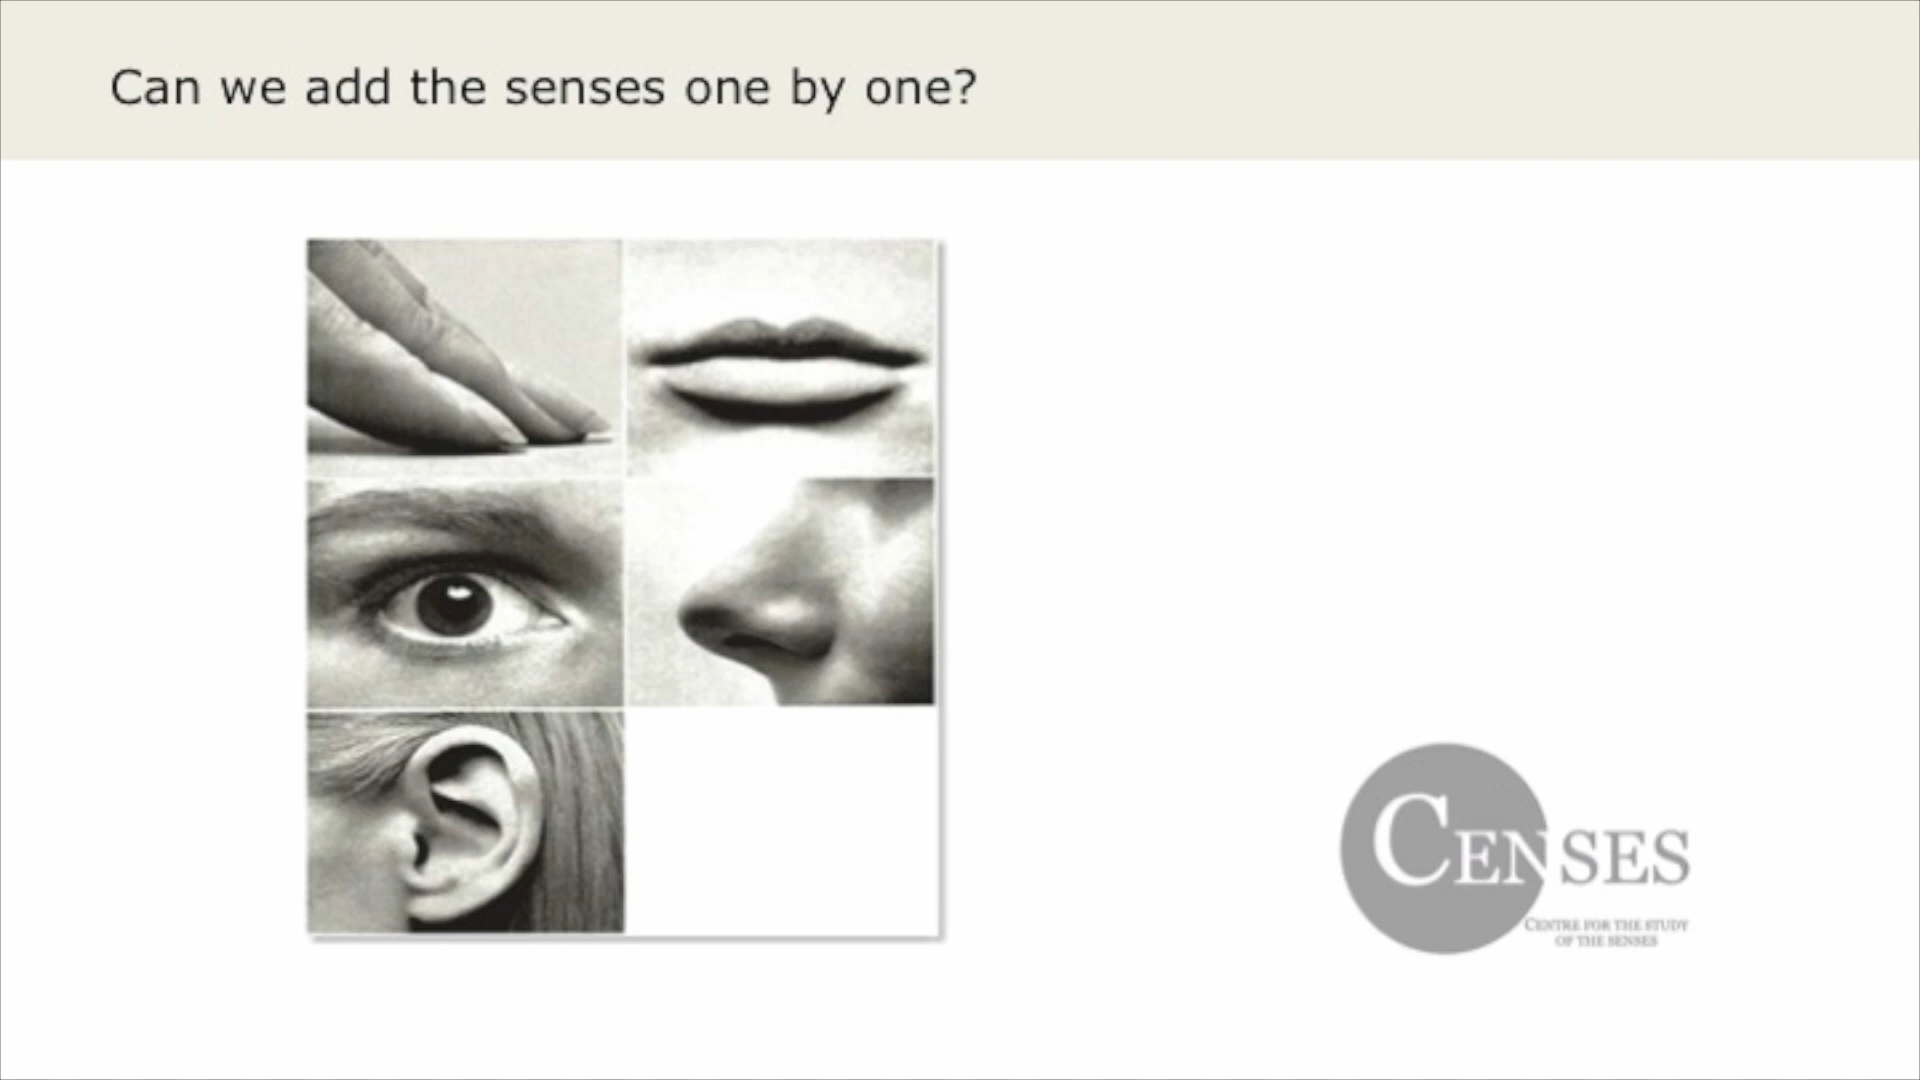 Can we add the senses one by one?
CENSES
CENTRE FOR THE STUDY
OF THE SENSES